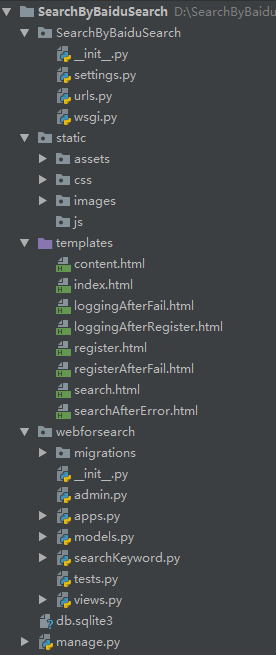 SearchByBaiduSearch D:\SearchByBaidu
SearchByBaiduSearch
__init__.py
settings.py
urls.py
wsgi.py
static
assets
css
images
js
templates
content.html
index.html
loggingAfterFail.html
loggingAfterRegister.html
register.html
registerAfterFail.html
search.html
searchAfterError.html
webforsearch
migrations
__init__.py
admin.py
apps.py
models.py
searchKeyword.py
tests.py
views.py
db.sqlite3
manage.py